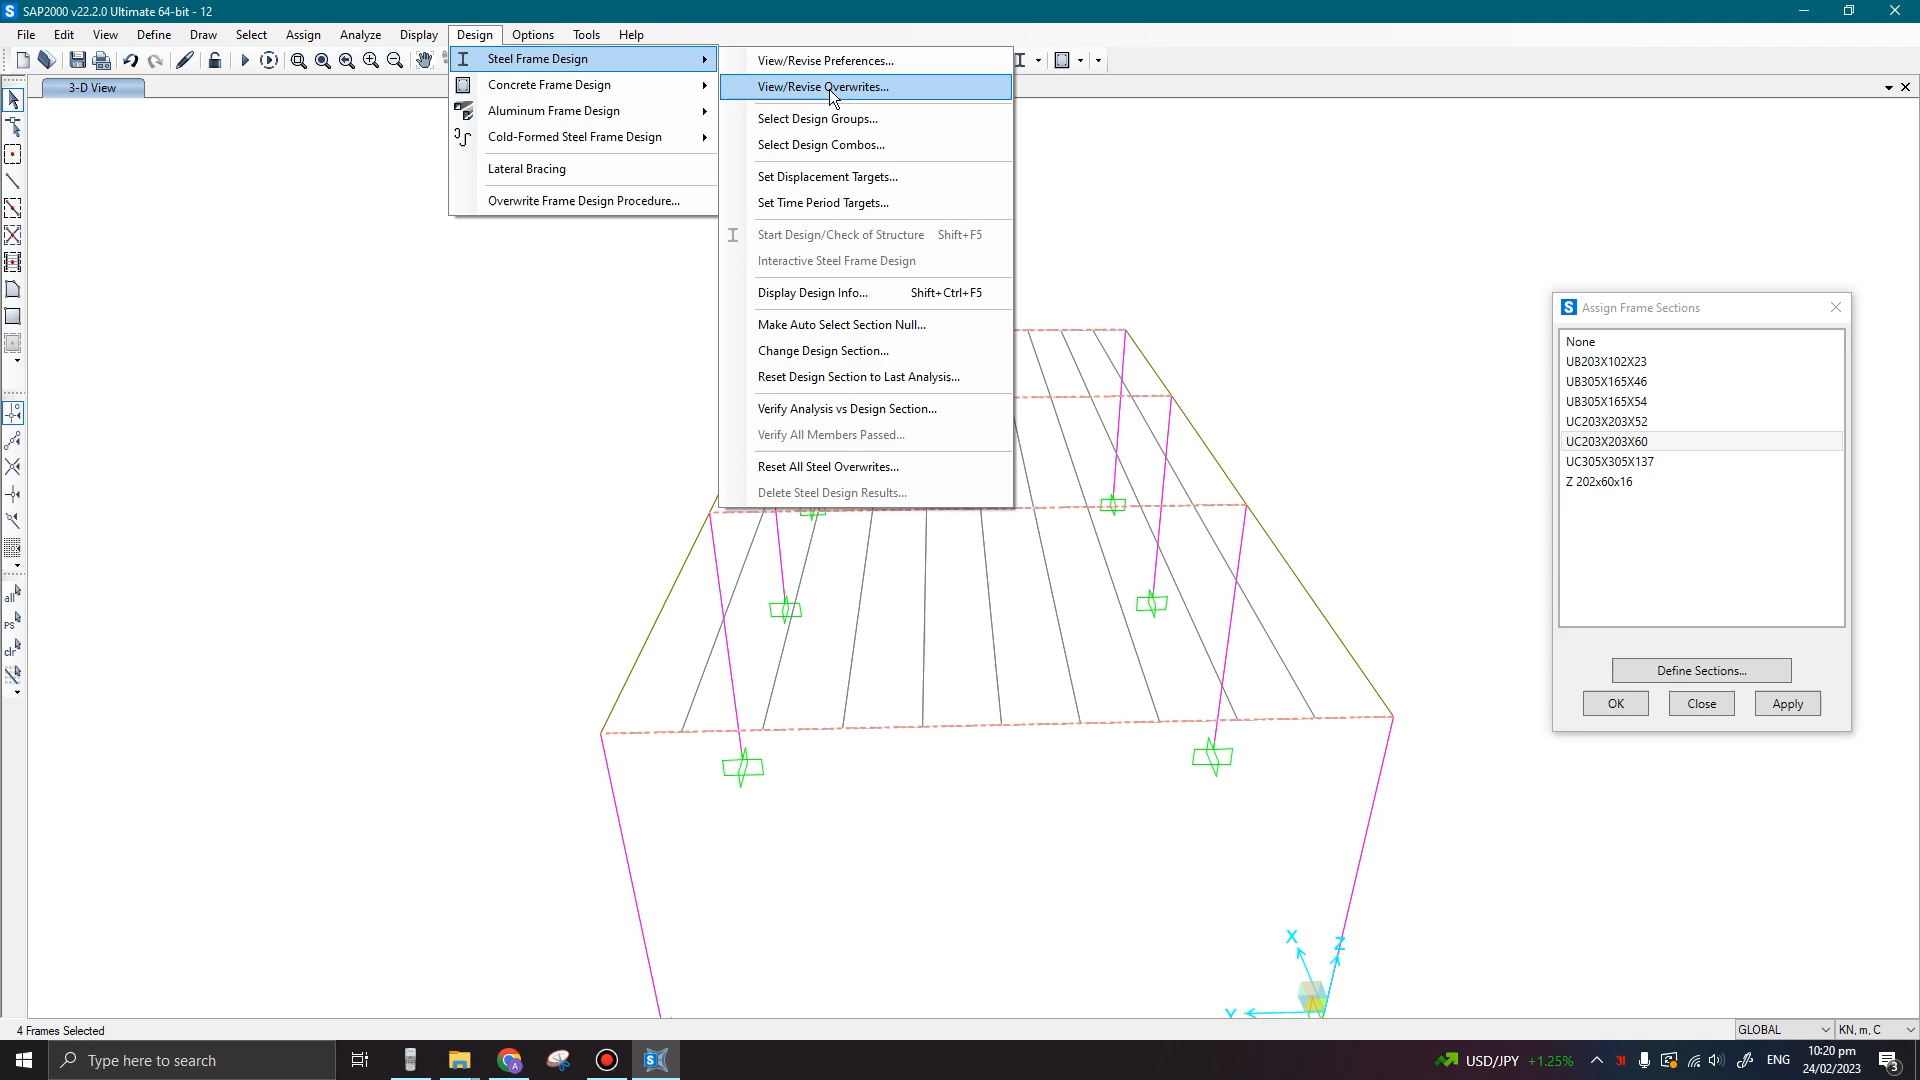 SAP2000 v22.2.0 Ultimate 64-bit - 12
File Edit View Define Draw Select Assign Analyze Display Design Options Tools Help
3-D View
Steel Frame Design
Concrete Frame Design
Aluminum Frame Design
Cold-Formed Steel Frame Design
Lateral Bracing
Overwrite Frame Design Procedure...
View/Revise Preferences...
View/Revise Overwrites...
Select Design Groups...
Select Design Combos...
Set Displacement Targets...
Set Time Period Targets...
Start Design/Check of Structure Shift+F5
Interactive Steel Frame Design
Display Design Info... Shift+Ctrl+F5
Make Auto Select Section Null...
Change Design Section...
Reset Design Section to Last Analysis...
Verify Analysis vs Design Section...
Verify All Members Passed...
Reset All Steel Overwrites...
Delete Steel Design Results...
Assign Frame Sections
None
UB203X102X23
UB305X165X46
UB305X165X54
UC203X203X52
UC203X203X60
UC305X305X137
Z 202x60x16
Define Sections...
OK Close Apply
all
PS
clr
X Z
Y
4 Frames Selected
GLOBAL KN, m, C
Type here to search
USD/JPY +1.25%
ENG
10:20 pm
24/02/2023
3